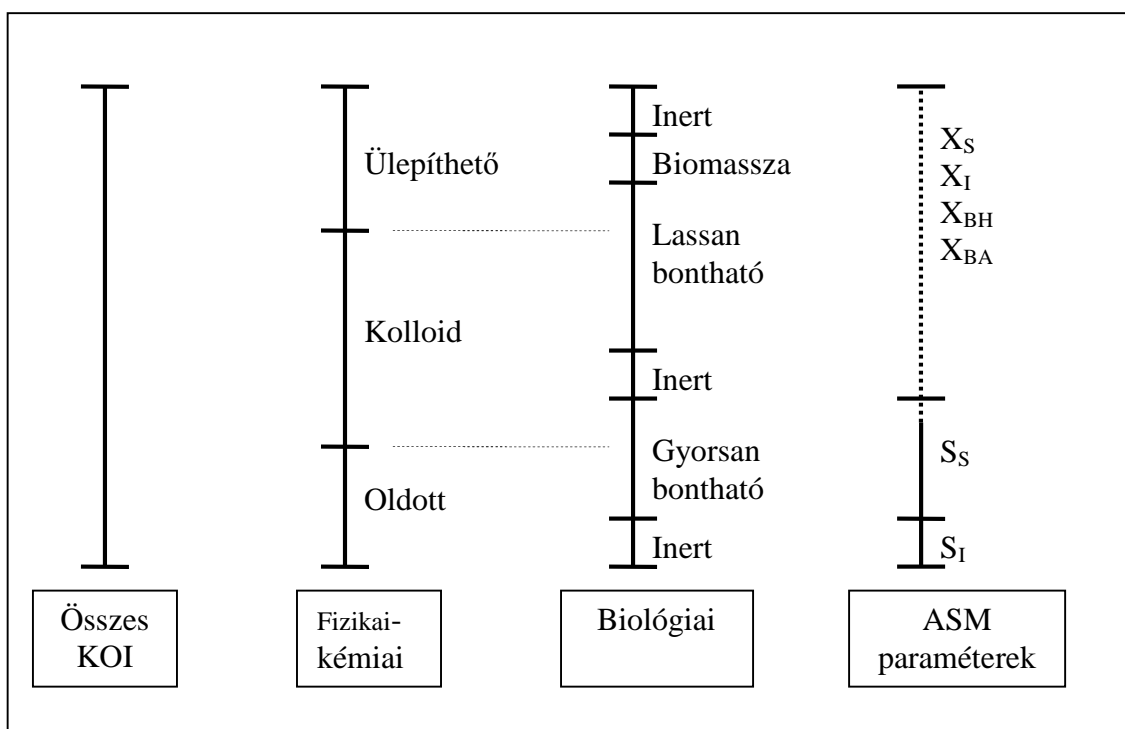 Ülepíthető
Kolloid
Oldott
Inert
Biomassza
Lassan
bontható
Inert
Gyorsan
bontható
Inert
X_S
X_I
X_BH
X_BA
S_S
S_I
Összes
KOI
Fizikai-
kémiai
Biológiai
ASM
paraméterek